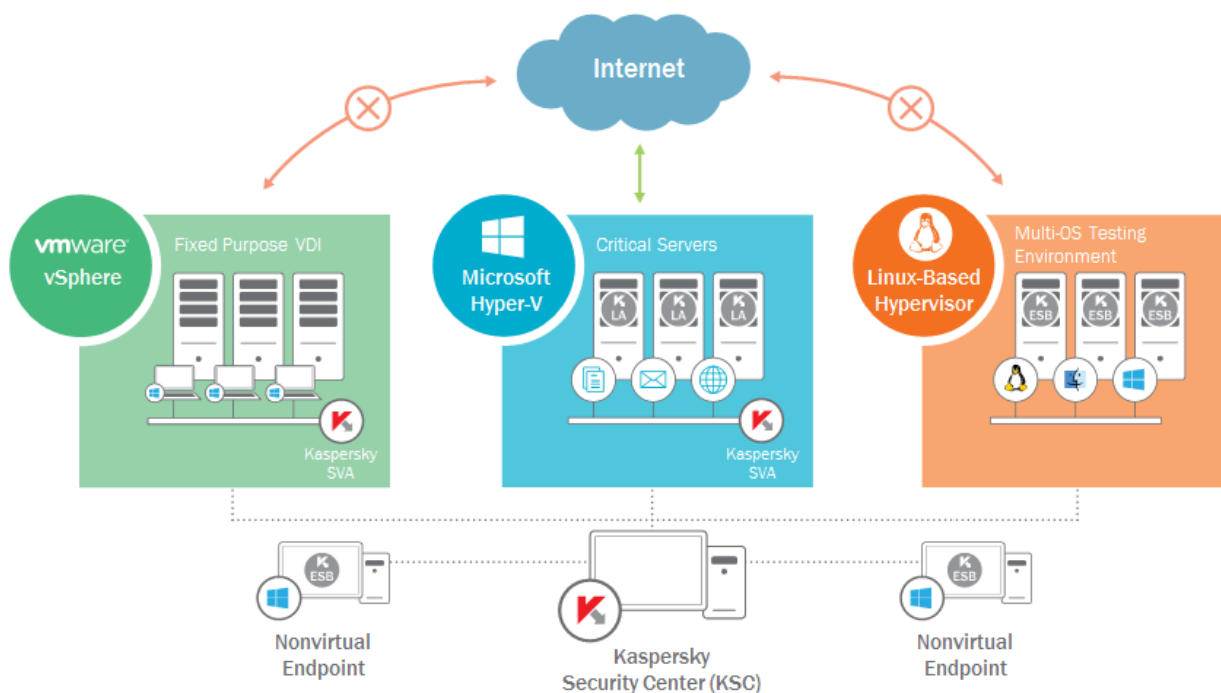 Internet
vmware
vSphere
Fixed Purpose VDI
Kaspersky
SVA
Microsoft
Hyper-V
Critical Servers
K
LA
K
LA
K
LA
Kaspersky
SVA
Linux-Based
Hypervisor
Multi-OS Testing
Environment
K
ESB
K
ESB
K
ESB
K
ESB
Nonvirtual
Endpoint
Kaspersky
Security Center (KSC)
K
ESB
Nonvirtual
Endpoint